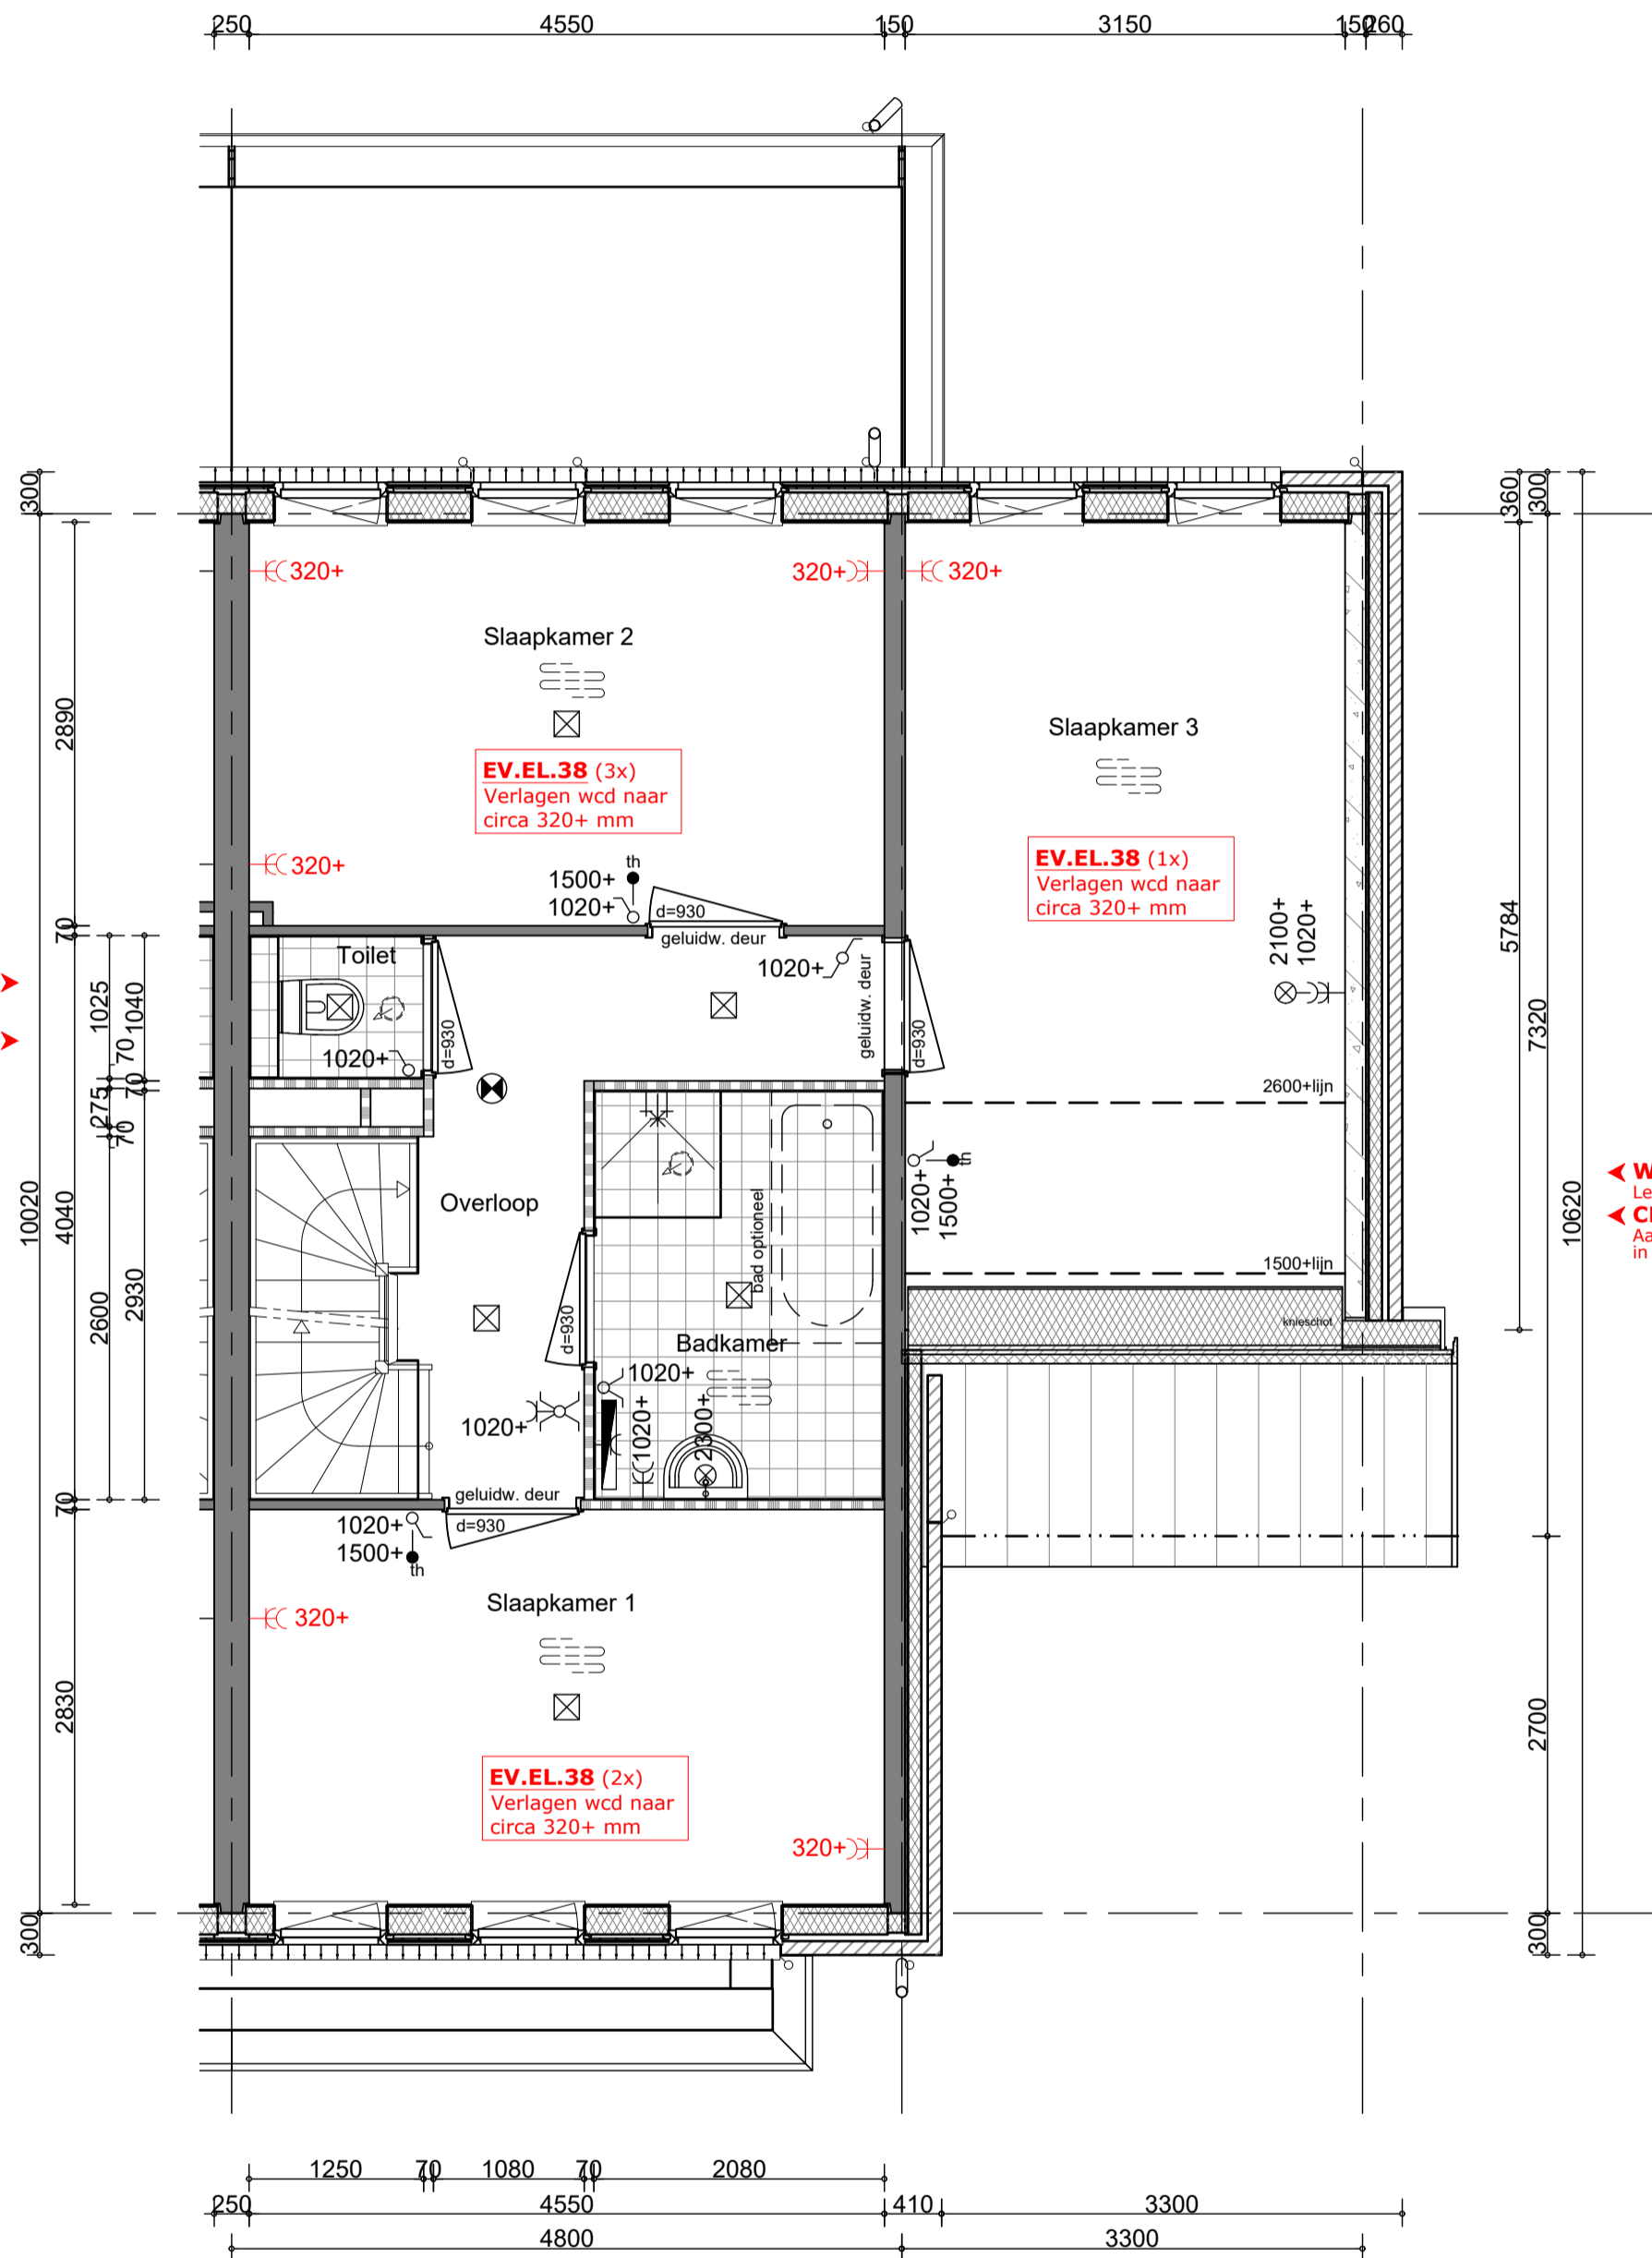 250 4550 150 3150 150 260
300 360 300
320+ 320+ 320+
Slaapkamer 2
Slaapkamer 3
2890
EV.EL.38 (3x)
Verlagen wcd naar
circa 320+ mm
EV.EL.38 (1x)
Verlagen wcd naar
circa 320+ mm
320+
th
1500+
1020+
d=930
geluidw. deur
70
2100+
1020+
5784
Toilet
1020+
geluidw. deur
d=930
d=930
1025
1040
70
1020+
7320
70
70
275
70
2600+lijn
Overloop
1020+
1500+
th
bad optioneel
10020
4040
2600
2930
10620
W
Le
Aa
in
1500+lijn
knieschot
d=930
Badkamer
1020+
1020+
1020+
2300+
70
geluidw. deur
d=930
1020+
1500+
th
Slaapkamer 1
320+
2830
2700
EV.EL.38 (2x)
Verlagen wcd naar
circa 320+ mm
320+
300 300
1250 70 1080 70 2080
250 4550 410 3300
4800 3300